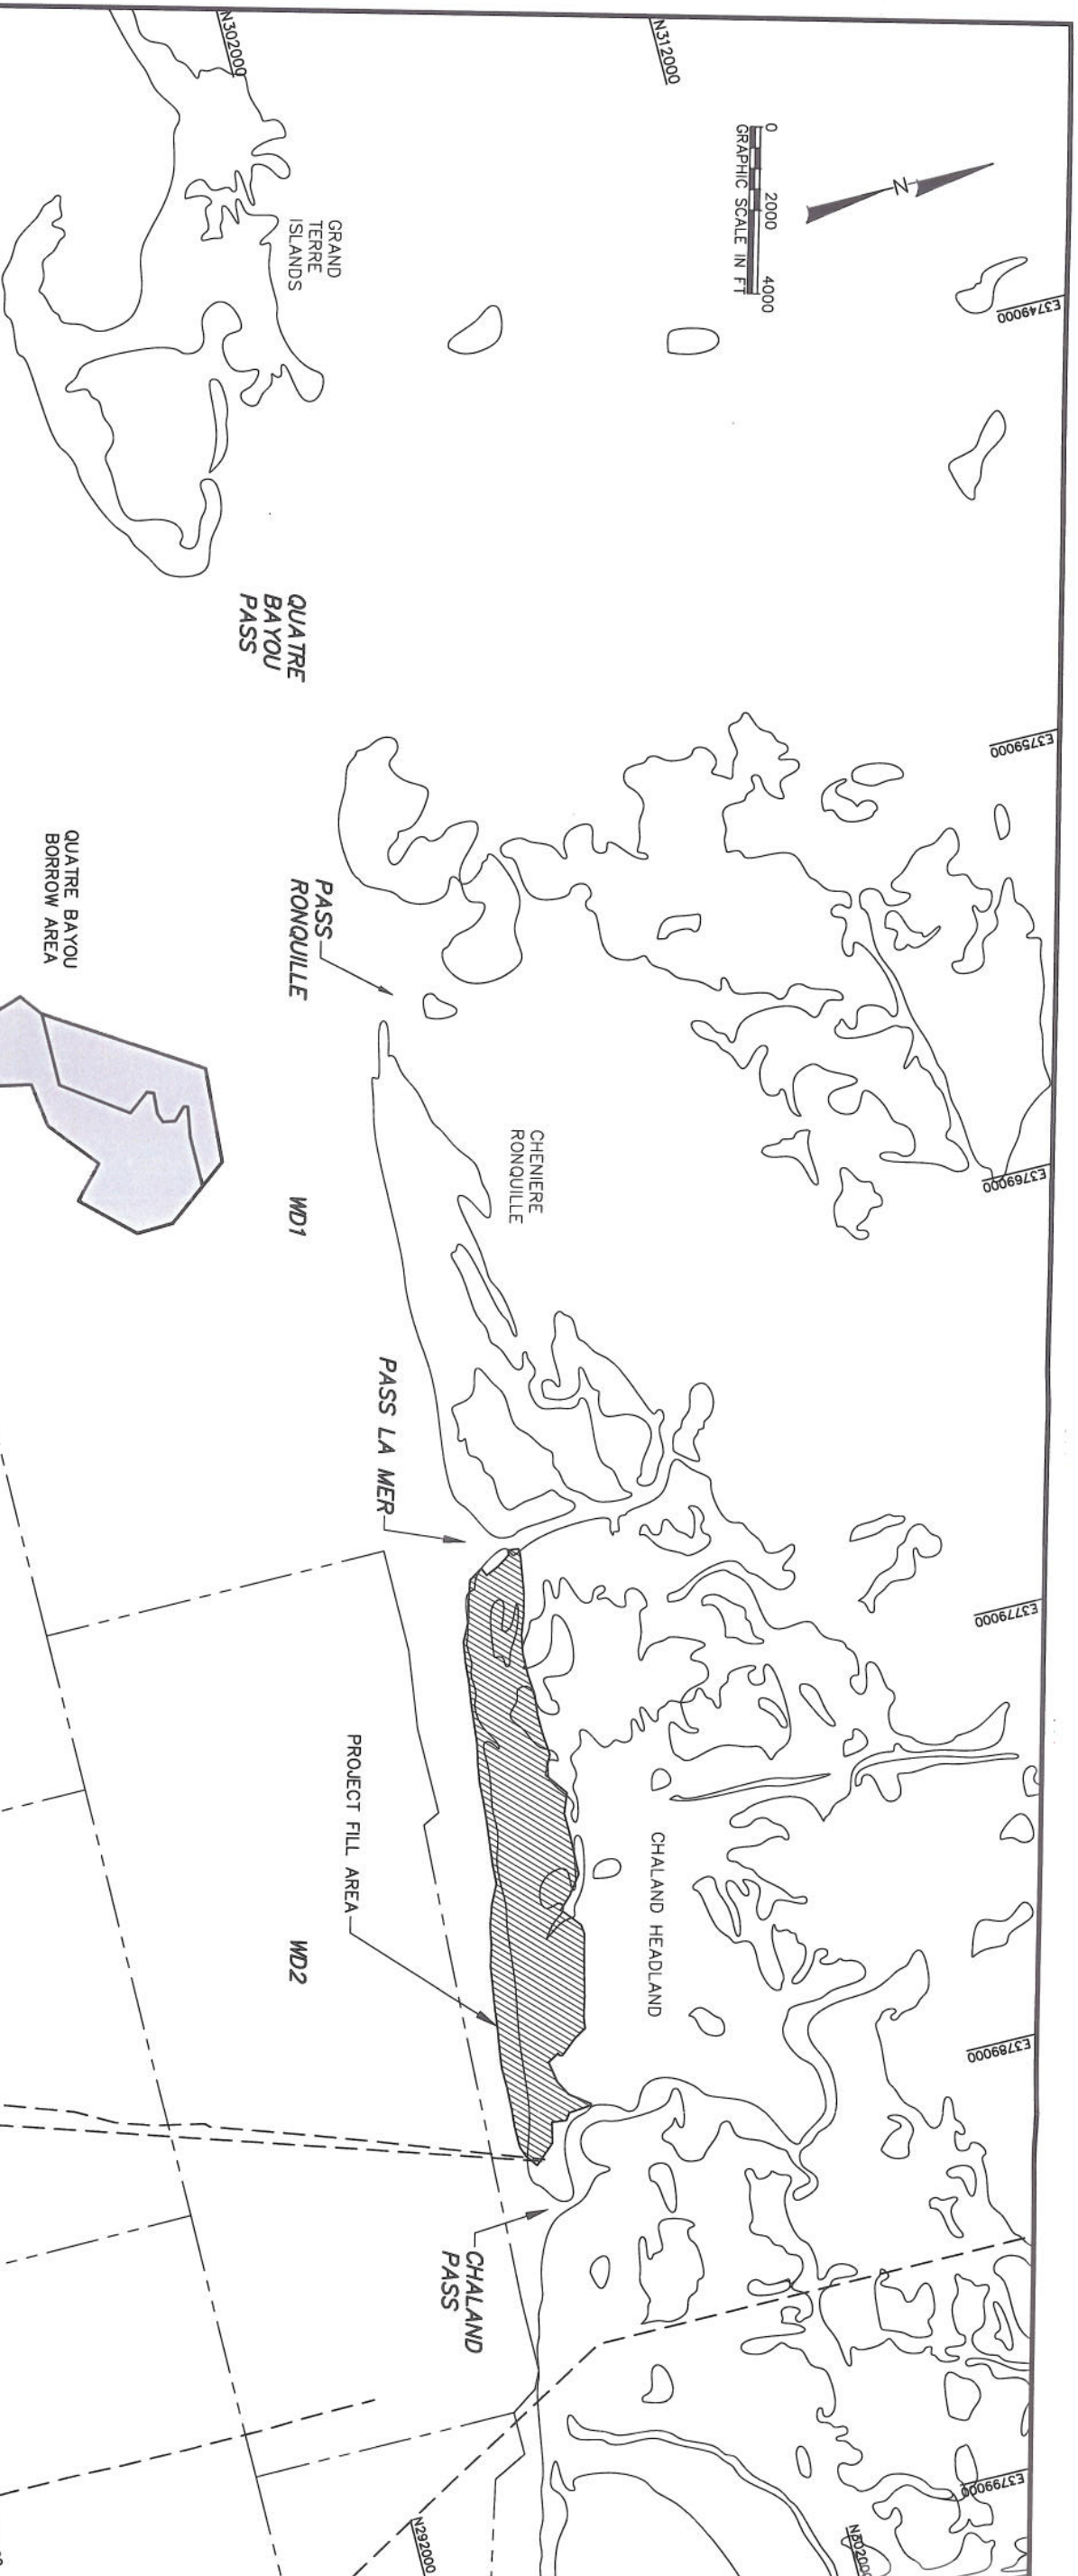 N302000
N312000
0
2000
4000
GRAPHIC SCALE IN FT
N
E3749000
E3759000
E3769000
E3779000
E3789000
E3799000
GRAND
TERRE
ISLANDS
QUATRE
BAYOU
PASS
QUATRE BAYOU
BORROW AREA
PASS
RONQUILLE
CHENIERE
RONQUILLE
WD1
PASS LA MER
PROJECT FILL AREA
WD2
CHALAND HEADLAND
CHALAND
PASS
N292000
N302000